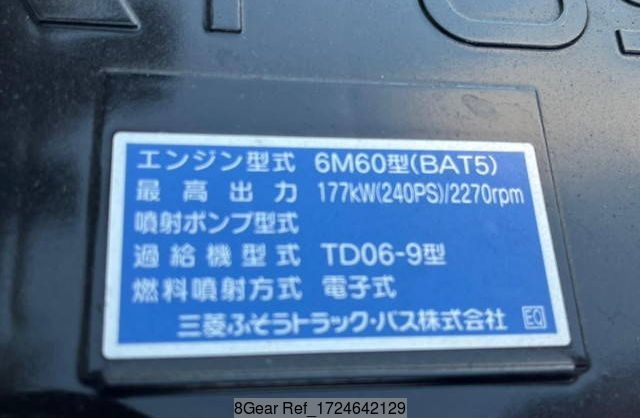 エンジン型式 6M60型(BAT5)
最高出力 177kW(240PS)/2270rpm
噴射ポンプ型式
過給機型式 TD06-9型
燃料噴射方式 電子式
三菱ふそうトラック・バス株式会社 EQ
8Gear Ref_1724642129